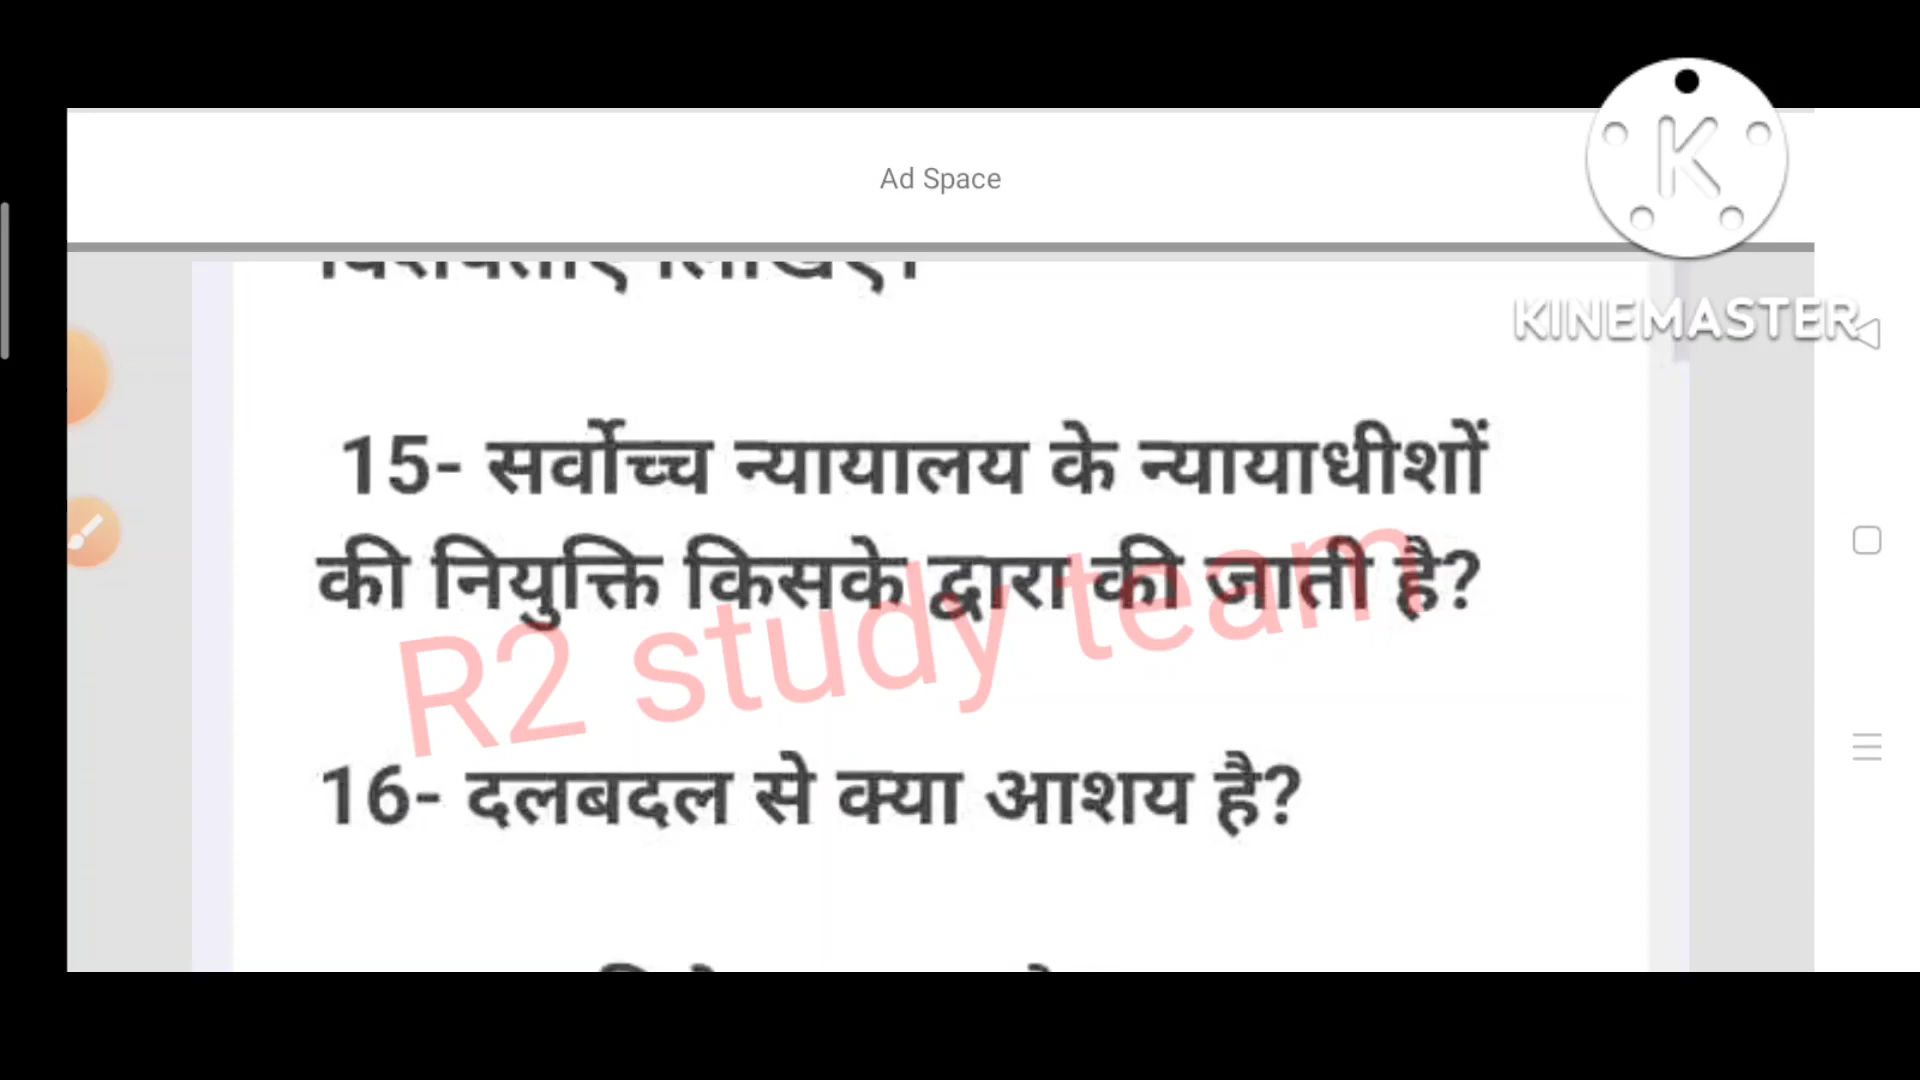 Ad Space
KINEMASTER
15- सर्वोच्च न्यायालय के न्यायाधीशों
की नियुक्ति किसके द्वारा की जाती है?
R2 study team
16- दलबदल से क्या आशय है?